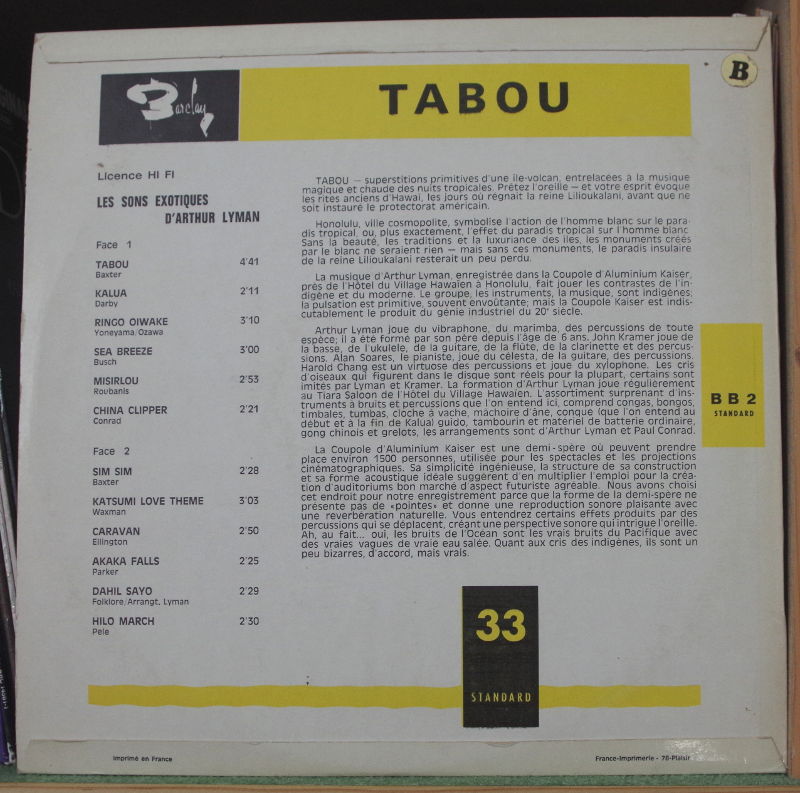 Barclay
TABOU
B
Licence HI FI
LES SONS EXOTIQUES
D'ARTHUR LYMAN
Face 1
TABOU 4'41
Baxter
KALUA 2'11
Darby
RINGO OIWAKE 3'10
Yoneyama/Ozawa
SEA BREEZE 3'00
Busch
MISIRLOU 2'53
Roubanis
CHINA CLIPPER 2'21
Conrad
Face 2
SIM SIM 2'28
Baxter
KATSUMI LOVE THEME 3'03
Waxman
CARAVAN 2'50
Ellington
AKAKA FALLS 2'25
Parker
DAHIL SAYO 2'29
Folklore/Arrangt. Lyman
HILO MARCH 2'30
Pele
TABOU — superstitions primitives d'une île-volcan, entrelacées à la musique
magique et chaude des nuits tropicales. Prêtez l'oreille — et votre esprit évoque
les rites anciens d'Hawaï, les jours où régnait la reine Lilioukalani, avant que ne
soit instauré le protectorat américain.
Honolulu, ville cosmopolite, symbolise l'action de l'homme blanc sur le para-
dis tropical, ou, plus exactement, l'effet du paradis tropical sur l'homme blanc
Sans la beauté, les traditions et la luxuriance des îles, les monuments créés
par le blanc ne seraient rien — mais sans ces monuments, le paradis insulaire
de la reine Lilioukalani resterait un peu perdu.
La musique d'Arthur Lyman, enregistrée dans la Coupole d'Aluminium Kaiser,
près de l'Hôtel du Village Hawaïen à Honolulu, fait jouer les contrastes de l'in-
digène et du moderne. Le groupe, les instruments, la musique, sont indigènes;
la pulsation est primitive, souvent envoûtante; mais la Coupole Kaiser est indis-
cutablement le produit du génie industriel du 20e siècle.
Arthur Lyman joue du vibraphone, du marimba, des percussions de toute
espèce; il a été formé par son père depuis l'âge de 6 ans. John Kramer joue de
la basse, de l'ukulele, de la guitare, de la flûte, de la clarinette et des percus-
sions. Alan Soares, le pianiste, joue du célesta, de la guitare, des percussions.
Harold Chang est un virtuose des percussions et joue du xylophone. Les cris
d'oiseaux qui figurent dans le disque sont réels pour la plupart, certains sont
imités par Lyman et Kramer. La formation d'Arthur Lyman joue régulièrement
au Tiara Saloon de l'Hôtel du Village Hawaïen. L'assortiment surprenant d'ins-
truments à bruits et percussions que l'on entend ici, comprend congas, bongos,
timbales, tumbas, cloche à vache, mâchoire d'âne, conque (que l'on entend au
début et à la fin de Kalua) guido, tambourin et matériel de batterie ordinaire,
gong chinois et grelots, les arrangements sont d'Arthur Lyman et Paul Conrad.
La Coupole d'Aluminium Kaiser est une demi-spère où peuvent prendre
place environ 1500 personnes, utilisée pour les spectacles et les projections
cinématographiques. Sa simplicité ingénieuse, la structure de sa construction
et sa forme acoustique idéale suggèrent d'en multiplier l'emploi pour la créa-
tion d'auditoriums bon marché d'aspect futuriste agréable. Nous avons choisi
cet endroit pour notre enregistrement parce que la forme de la demi-spère ne
présente pas de «pointes» et donne une reproduction sonore plaisante avec
une reverbération naturelle. Vous entendrez certains effets produits par des
percussions qui se déplacent, créant une perspective sonore qui intrigue l'oreille.
Ah, au fait... oui, les bruits de l'Océan sont les vrais bruits du Pacifique avec
des vraies vagues de vraie eau salée. Quant aux cris des indigènes, ils sont un
peu bizarres, d'accord, mais vrais.
BB2
STANDARD
33
STANDARD
Imprimé en France
France-Imprimerie - 78-Plaisir